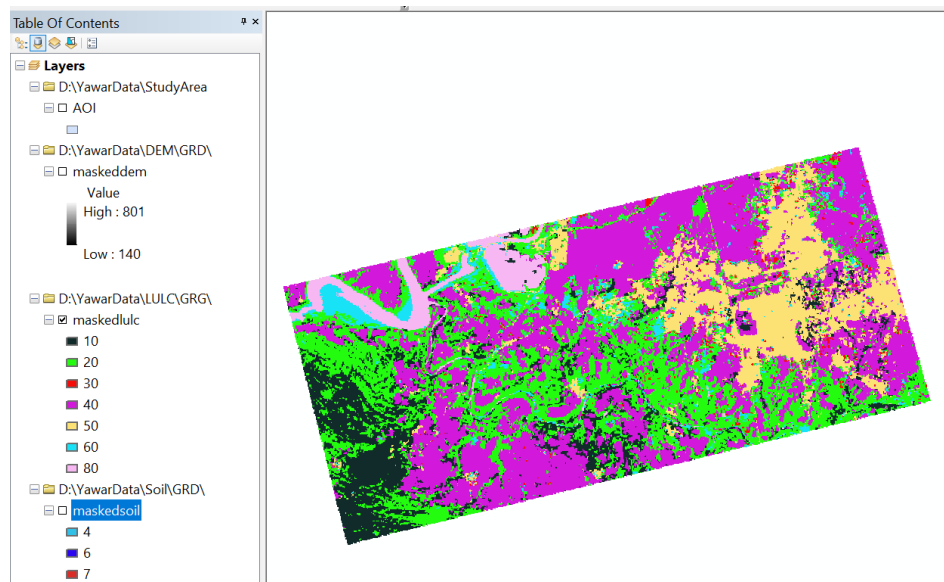 Table Of Contents
Layers
D:\YawarData\StudyArea
AOI
D:\YawarData\DEM\GRD\
maskeddem
Value
High : 801
Low : 140
D:\YawarData\LULC\GRG\
maskedlulc
10
20
30
40
50
60
80
D:\YawarData\Soil\GRD\
maskedsoil
4
6
7